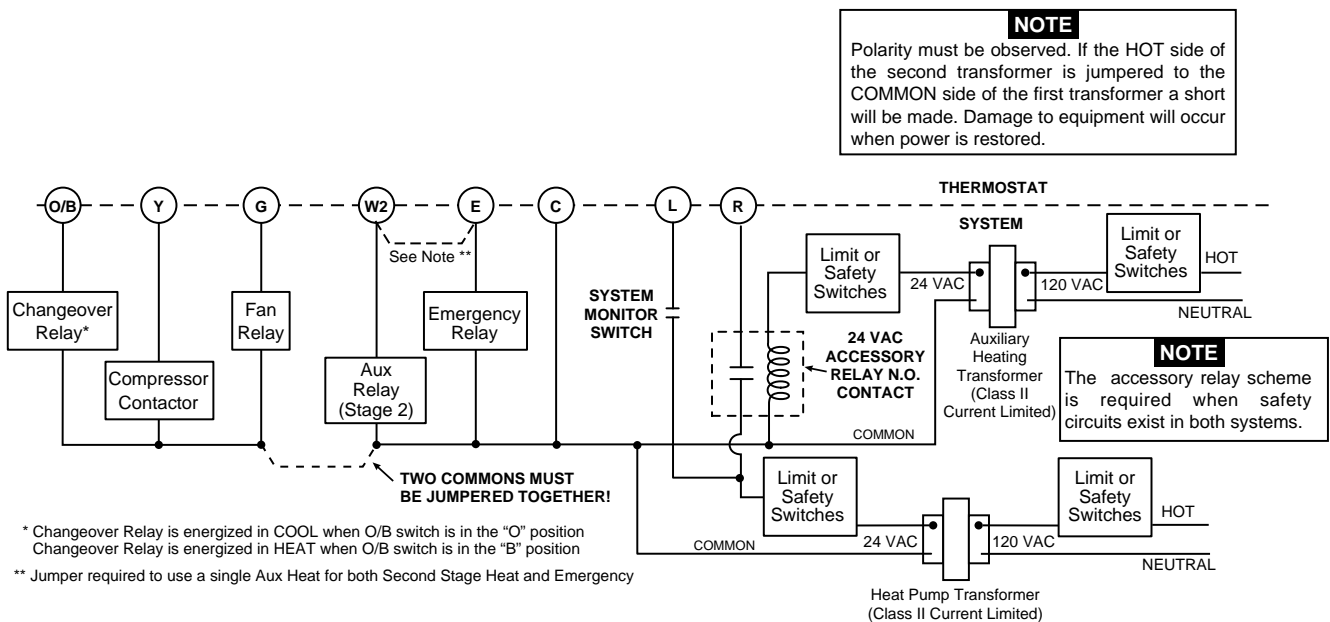 NOTE
Polarity must be observed. If the HOT side of
the second transformer is jumpered to the
COMMON side of the first transformer a short
will be made. Damage to equipment will occur
when power is restored.
THERMOSTAT
O/B
Y
G
W2
E
C
L
R
SYSTEM
See Note **
Changeover
Relay*
Compressor
Contactor
Fan
Relay
Aux
Relay
(Stage 2)
Emergency
Relay
SYSTEM
MONITOR
SWITCH
24 VAC
ACCESSORY
RELAY N.O.
CONTACT
Limit or
Safety
Switches
24 VAC
120 VAC
Limit or
Safety
Switches
HOT
NEUTRAL
Auxiliary
Heating
Transformer
(Class II
Current Limited)
NOTE
The accessory relay scheme
is required when safety
circuits exist in both systems.
COMMON
TWO COMMONS MUST
BE JUMPERED TOGETHER!
Limit or
Safety
Switches
24 VAC
120 VAC
Limit or
Safety
Switches
HOT
NEUTRAL
COMMON
Heat Pump Transformer
(Class II Current Limited)
* Changeover Relay is energized in COOL when O/B switch is in the “O” position
Changeover Relay is energized in HEAT when O/B switch is in the “B” position
** Jumper required to use a single Aux Heat for both Second Stage Heat and Emergency